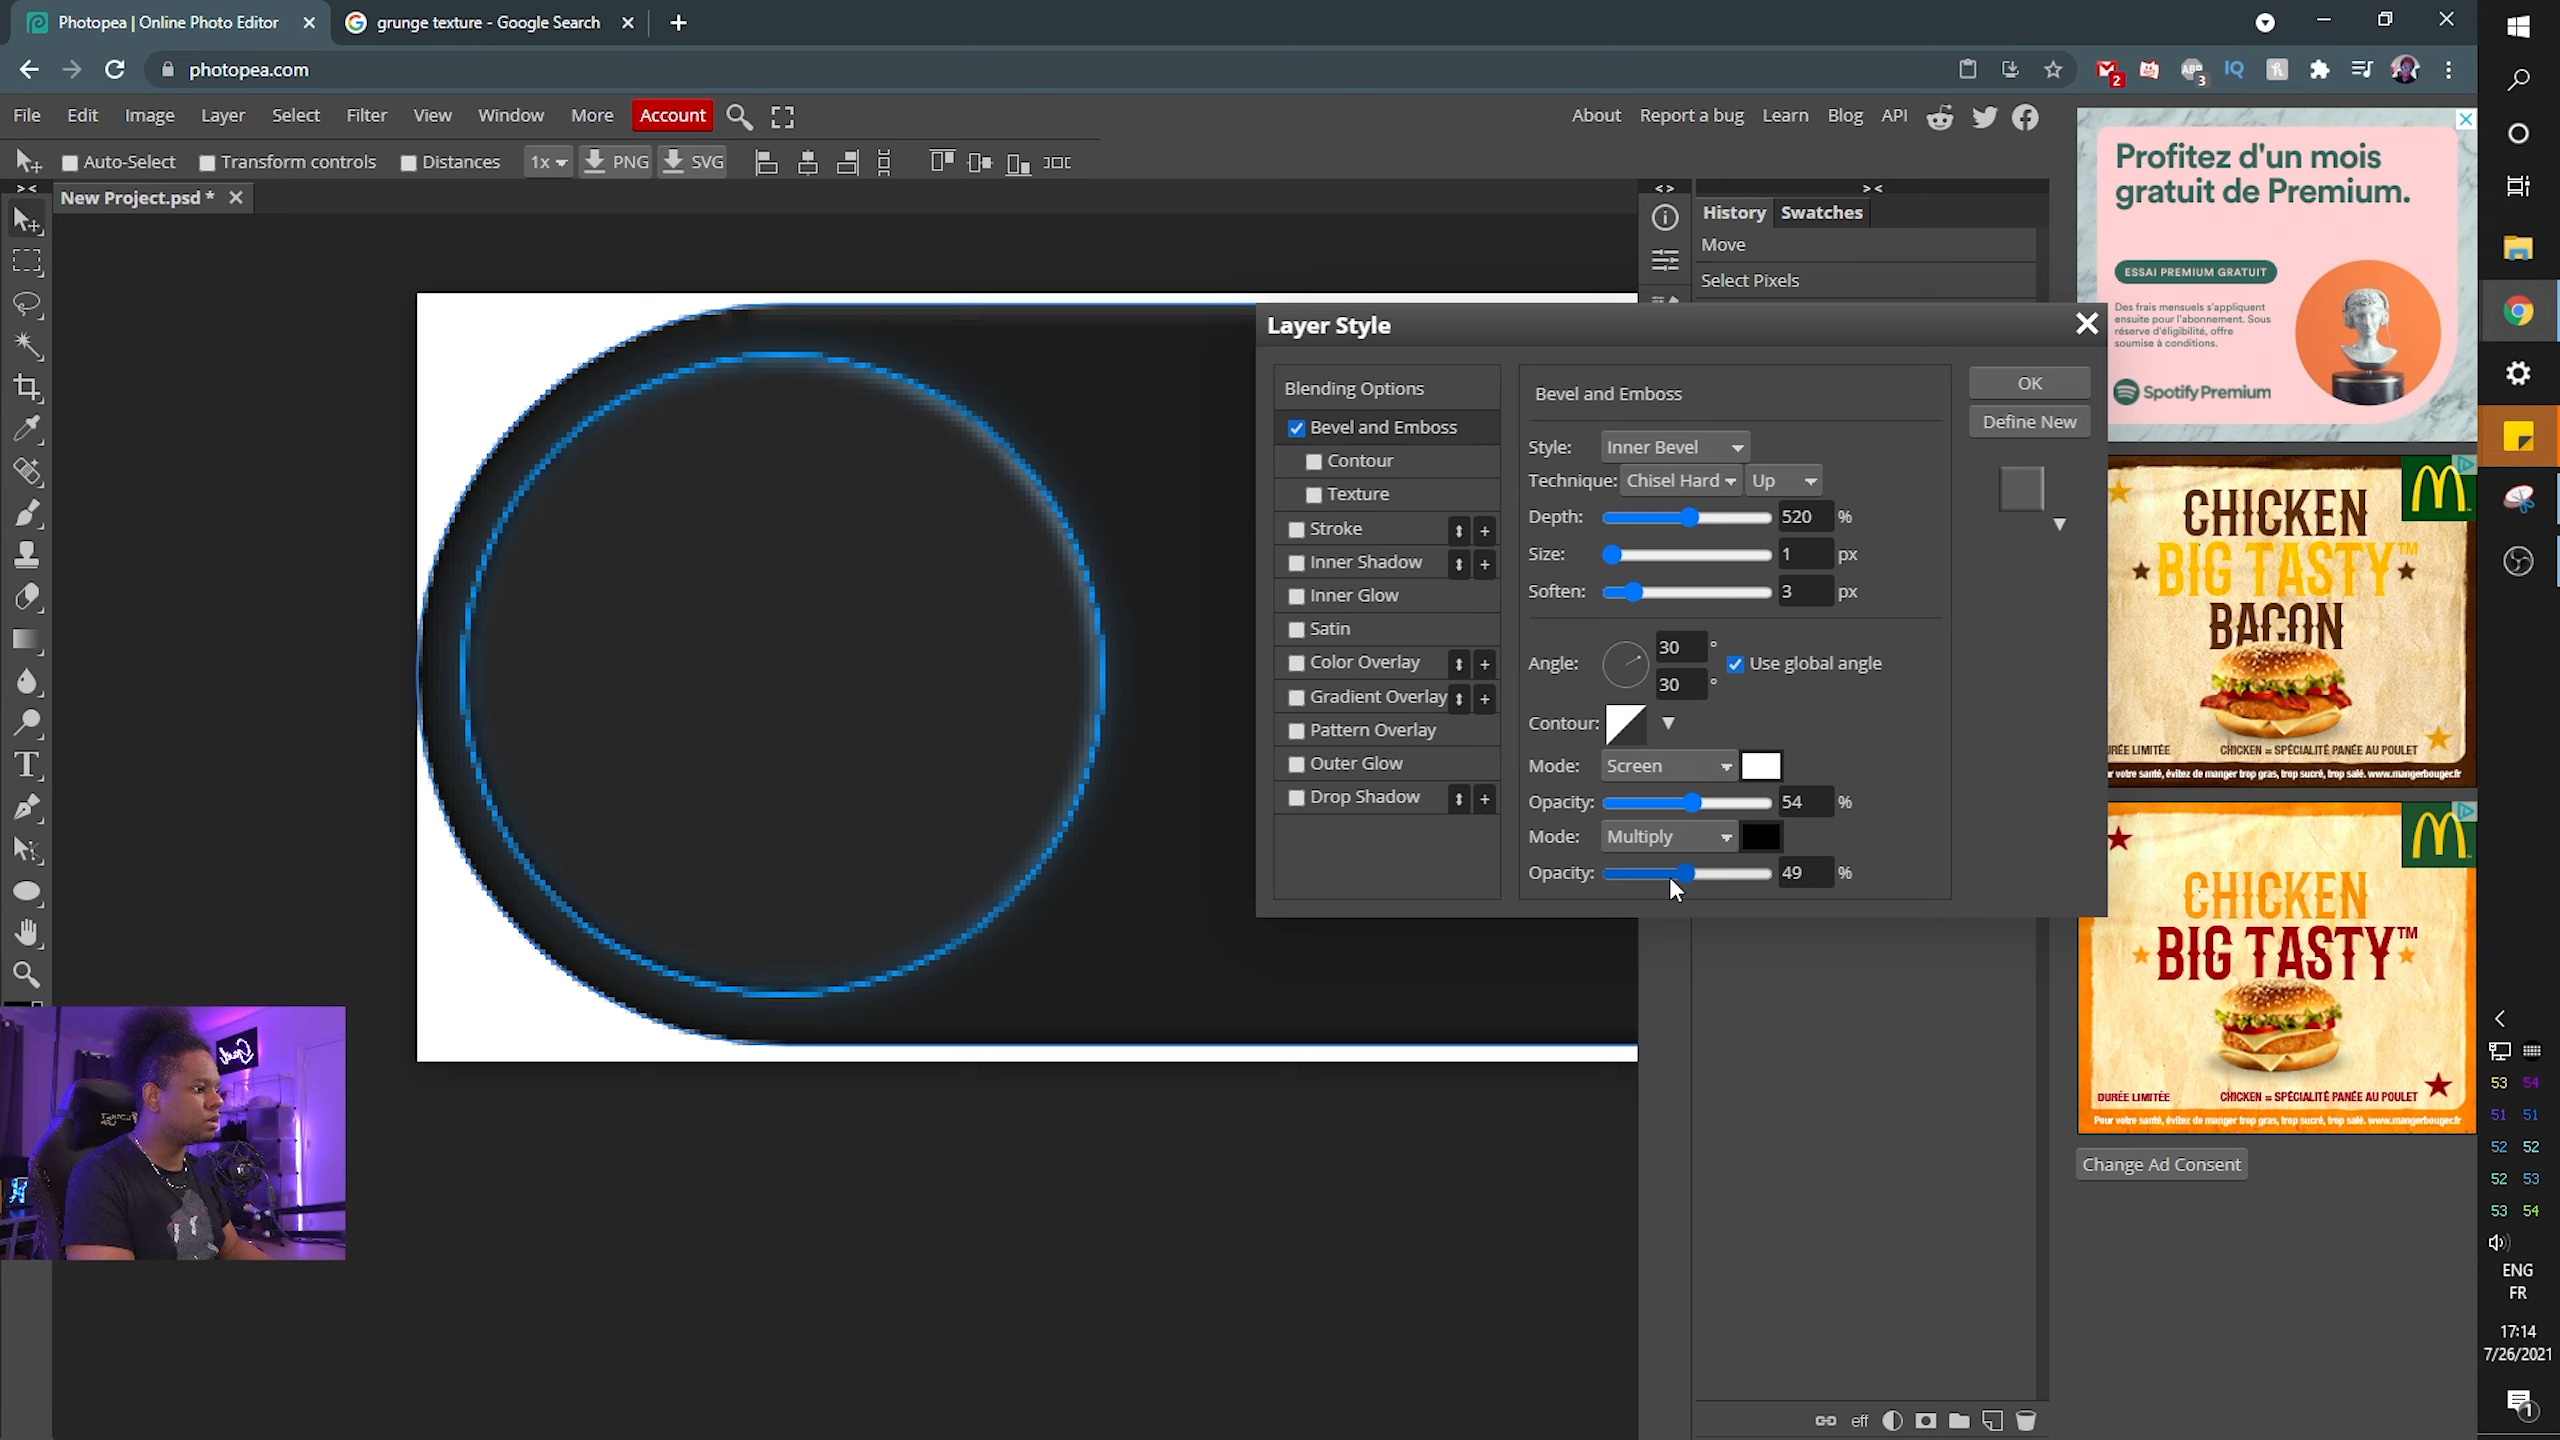 Photopea | Online Photo Editor
grunge texture - Google Search
photopea.com
2
3
File Edit Image Layer Select Filter View Window More Account
About Report a bug Learn Blog API
Auto-Select Transform controls Distances 1x PNG SVG
New Project.psd *
History Swatches
Move
Select Pixels
Layer Style
Blending Options
Bevel and Emboss
Contour
Texture
Stroke
Inner Shadow
Inner Glow
Satin
Color Overlay
Gradient Overlay
Pattern Overlay
Outer Glow
Drop Shadow
Bevel and Emboss
Style: Inner Bevel
Technique: Chisel Hard Up
Depth: 520 %
Size: 1 px
Soften: 3 px
Angle: 30 °
30 °
Use global angle
Contour:
Mode: Screen
Opacity: 54 %
Mode: Multiply
Opacity: 49 %
OK
Define New
eff
Profitez d'un mois
gratuit de Premium.
ESSAI PREMIUM GRATUIT
Des frais mensuels s'appliquent
ensuite pour l'abonnement. Sous
réserve d'éligibilité, offre
soumise à conditions.
Spotify Premium
CHICKEN
BIG TASTY™
BACON
CHICKEN = SPÉCIALITÉ PANÉE AU POULET
votre santé, évitez de manger trop gras, trop sucré, trop salé. www.mangerbouger.fr
CHICKEN
BIG TASTY™
DURÉE LIMITÉE CHICKEN = SPÉCIALITÉ PANÉE AU POULET
Pour votre santé, évitez de manger trop gras, trop sucré, trop salé. www.mangerbouger.fr
Change Ad Consent
53 54
51 51
52 52
52 53
53 54
ENG
FR
17:14
7/26/2021
1